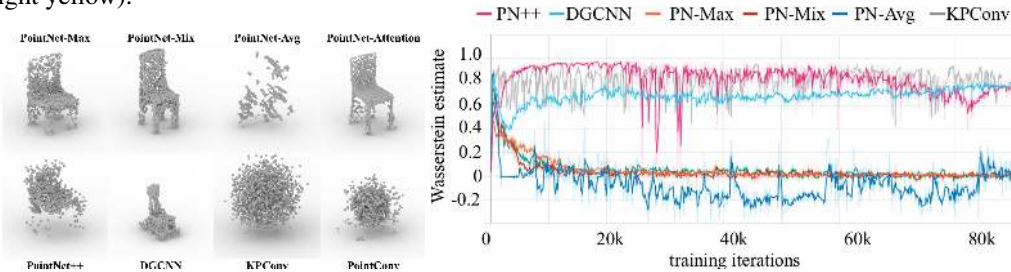 ght yellow).
PointNet-Max PointNet-Mix PointNet-Avg PointNet-Attention
PointNet++ DGCNN KPConv PointConv
PN++ DGCNN PN-Max PN-Mix PN-Avg KPConv
Wasserstein estimate
1.0
0.8
0.6
0.4
0.2
0
-0.2
0 20k 40k 60k 80k
training iterations